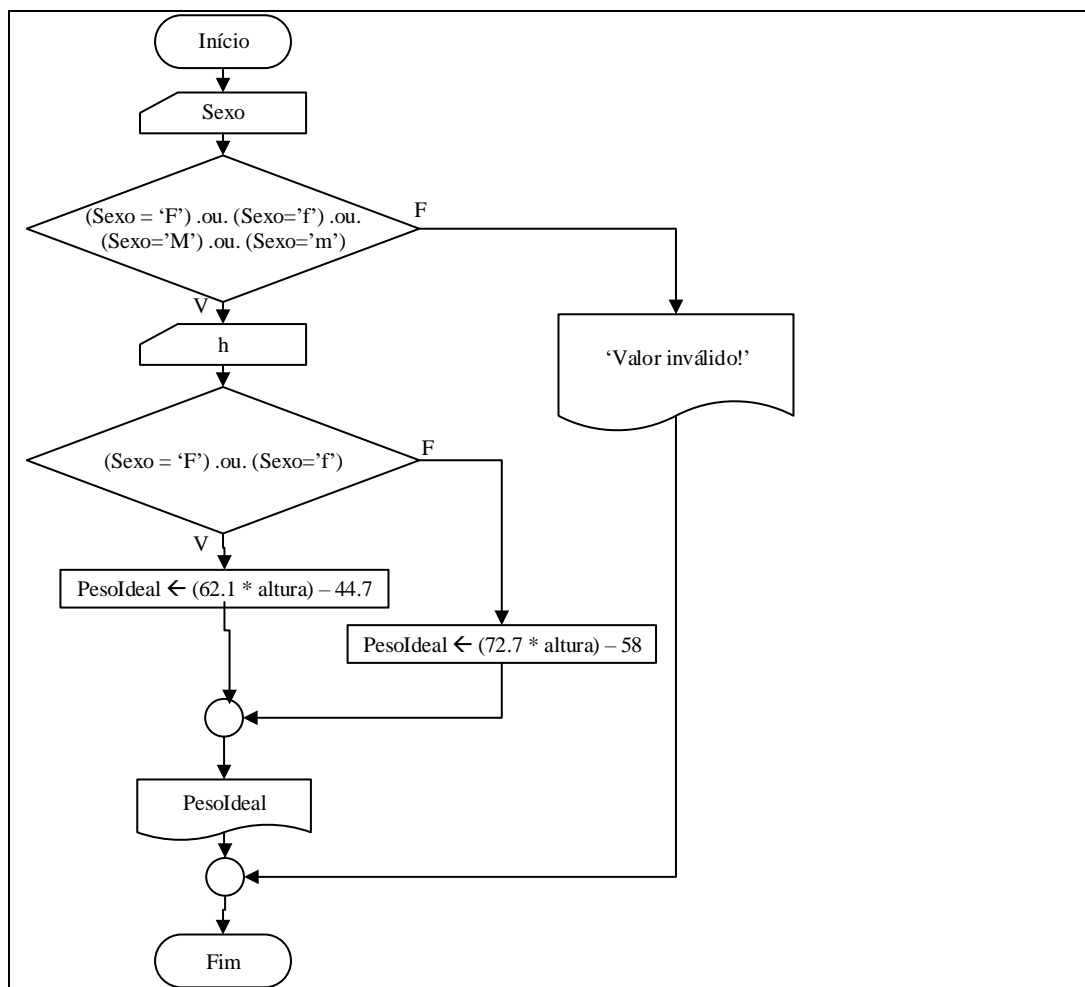 Início
Sexo
(Sexo = ‘F’) .ou. (Sexo=’f’) .ou.
(Sexo=’M’) .ou. (Sexo=’m’)
F
V
h
‘Valor inválido!’
(Sexo = ‘F’) .ou. (Sexo=’f’)
F
V
PesoIdeal ← (62.1 * altura) – 44.7
PesoIdeal ← (72.7 * altura) – 58
PesoIdeal
Fim